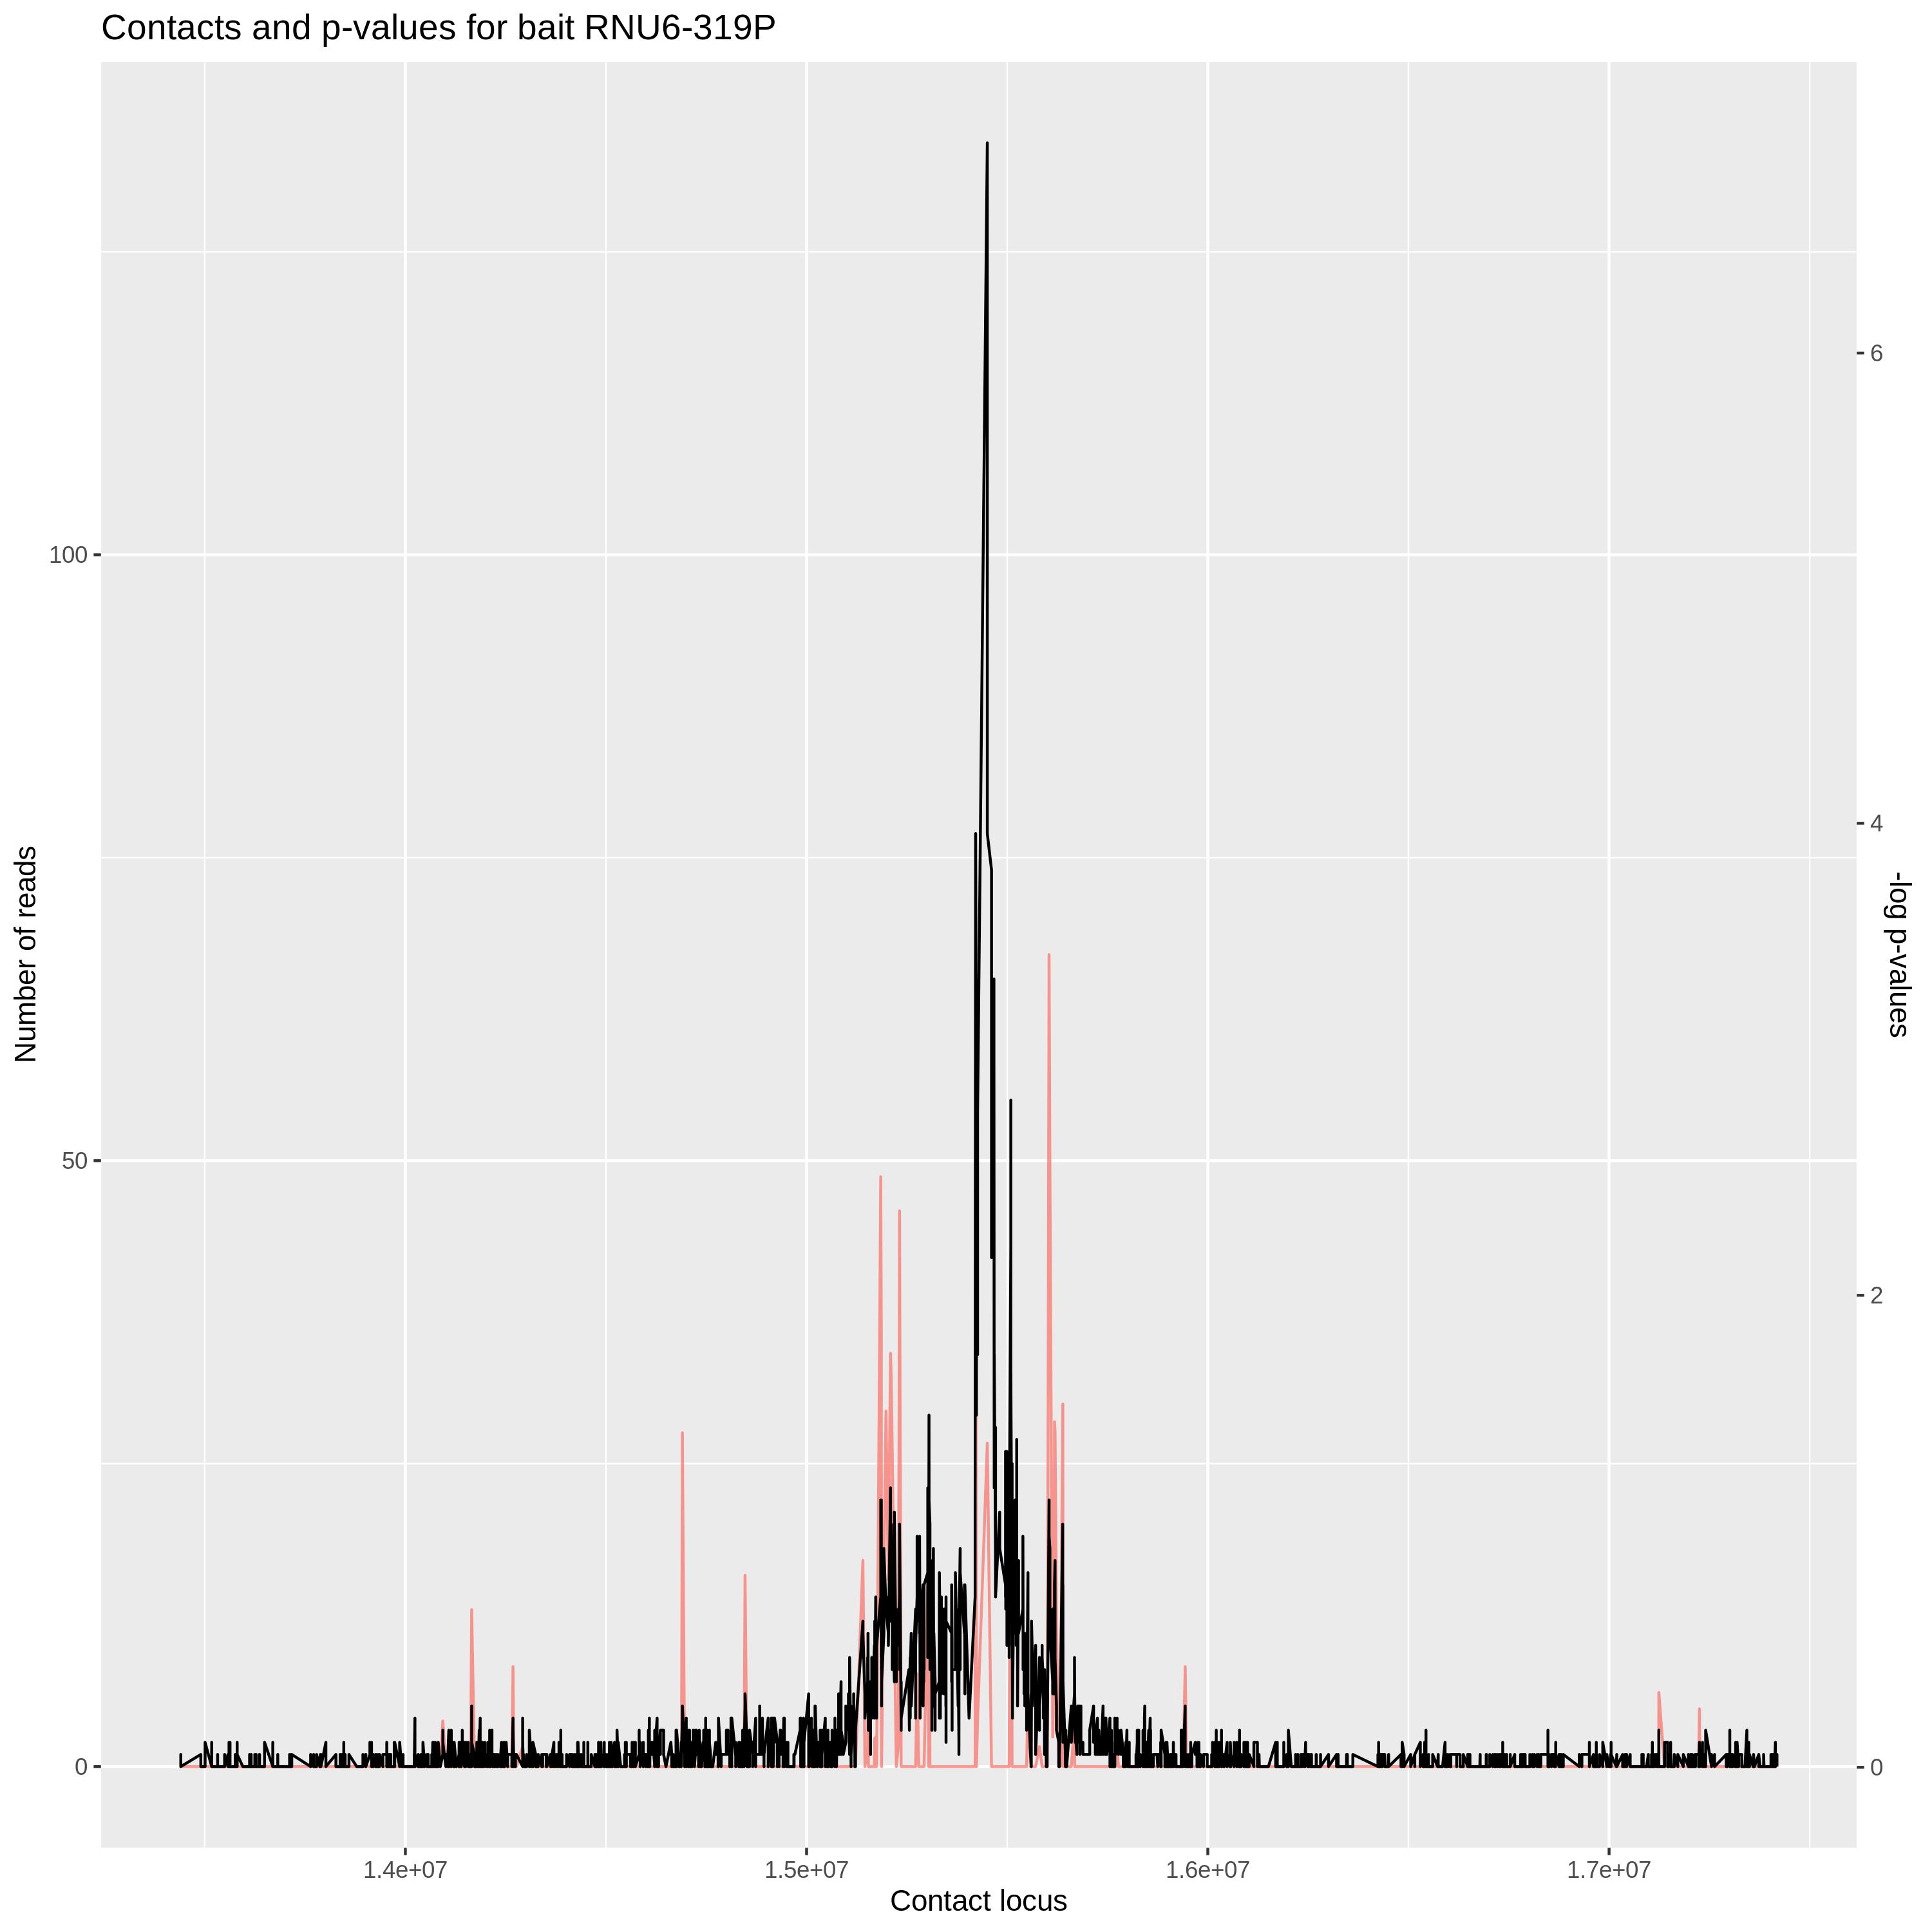 Contacts and p-values for bait RNU6-319P
Number of reads
100
50
0
6
4
2
0
-log p-values
1.4e+07 1.5e+07 1.6e+07 1.7e+07
Contact locus